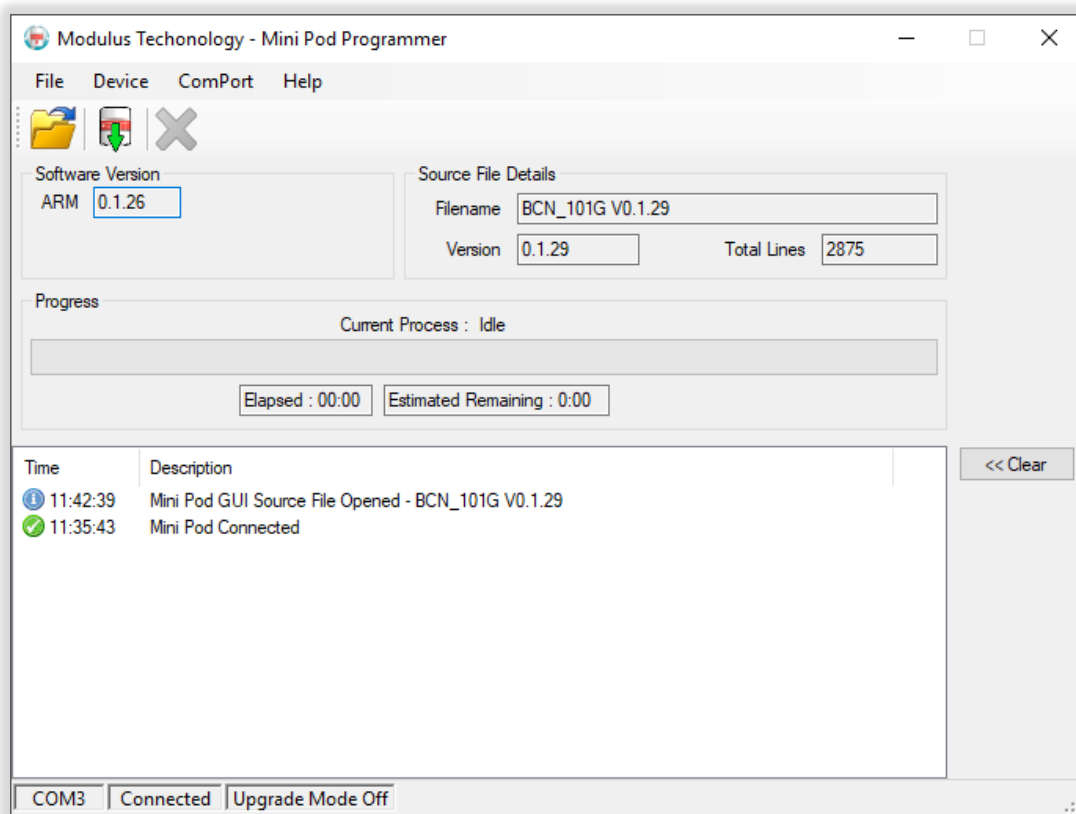 Modulus Techonology - Mini Pod Programmer
File Device ComPort Help
Software Version
ARM 0.1.26
Source File Details
Filename BCN_101G V0.1.29
Version 0.1.29 Total Lines 2875
Progress
Current Process : Idle
Elapsed : 00:00 Estimated Remaining : 0:00
Time Description
11:42:39 Mini Pod GUI Source File Opened - BCN_101G V0.1.29
11:35:43 Mini Pod Connected
<< Clear
COM3 Connected Upgrade Mode Off